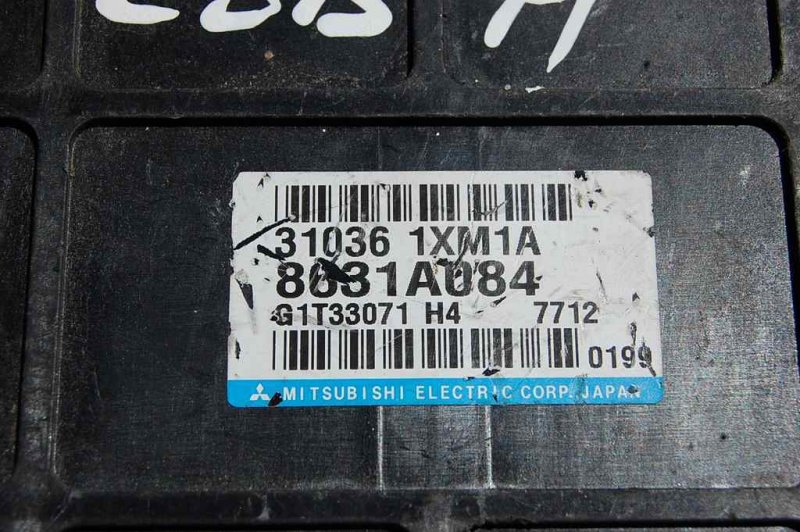 31036 1XM1A
8631A084
G1T33071 H4 7712
0199
MITSUBISHI ELECTRIC CORP. JAPAN